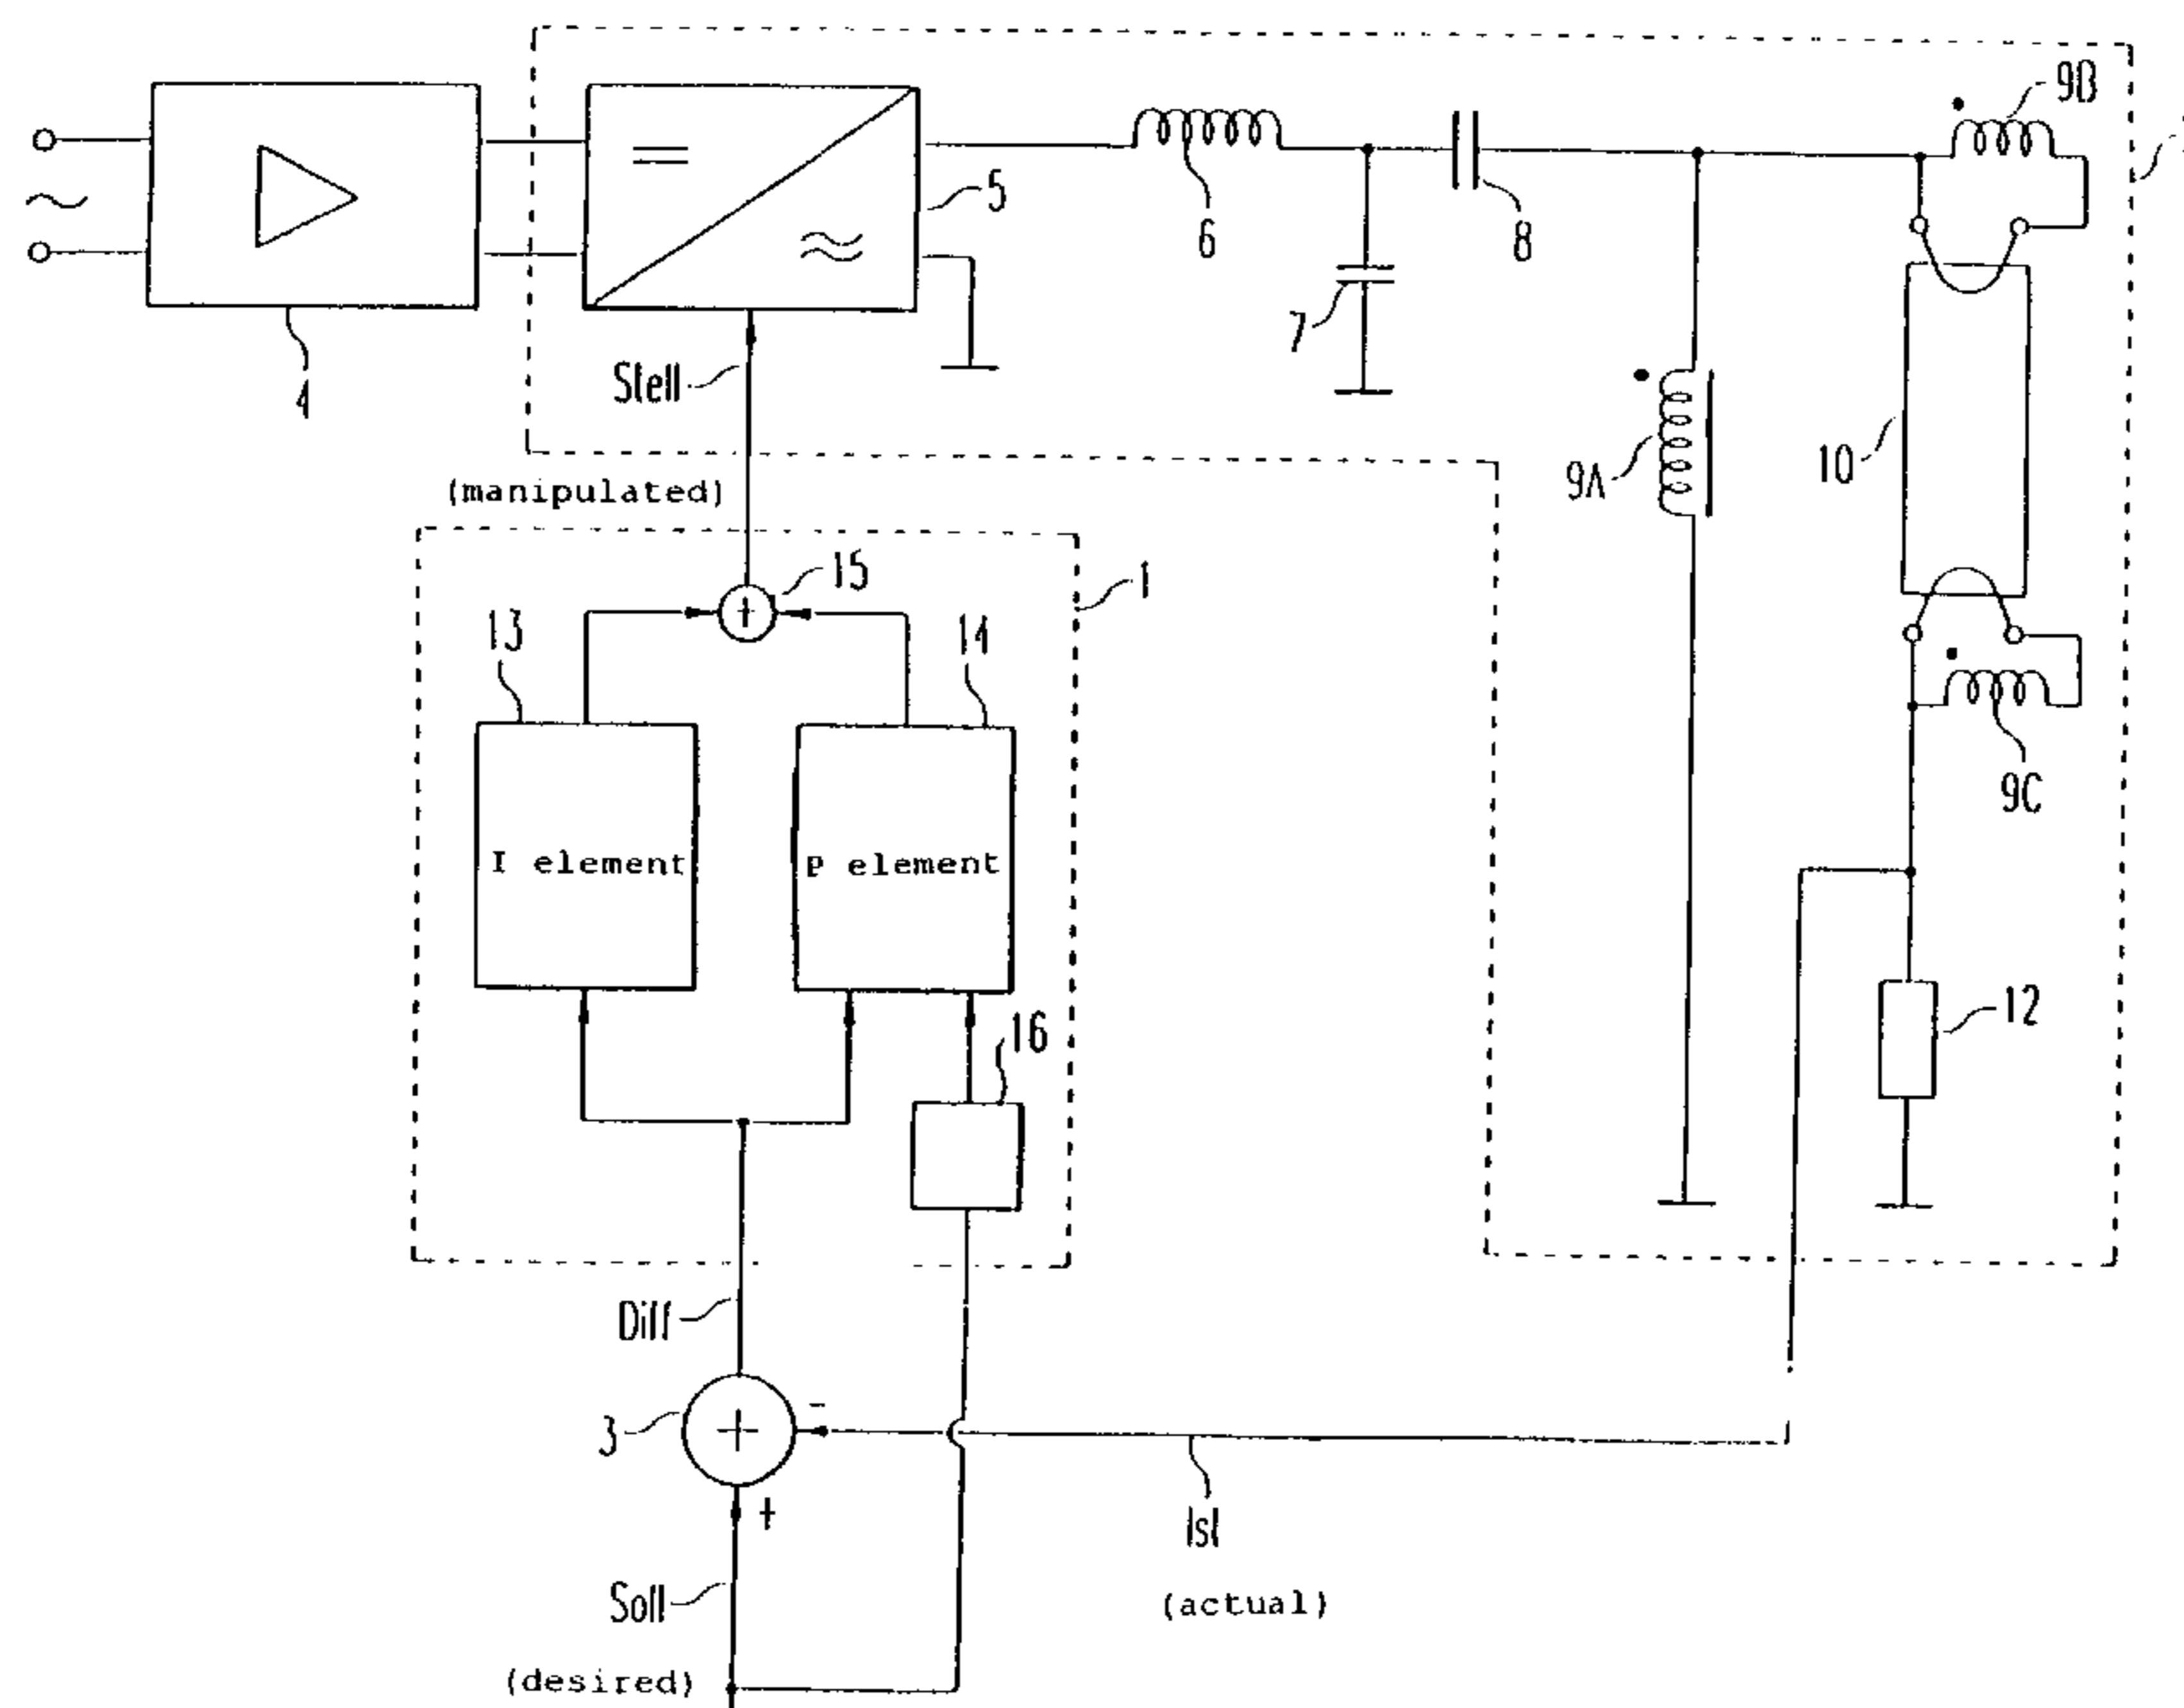 9B
5
6
8
7
4
Stell
9A
10
(manipulated)
15
1
13
14
9C
I element
P element
16
12
Diff
3
-
+
Ist
Soll
(actual)
(desired)